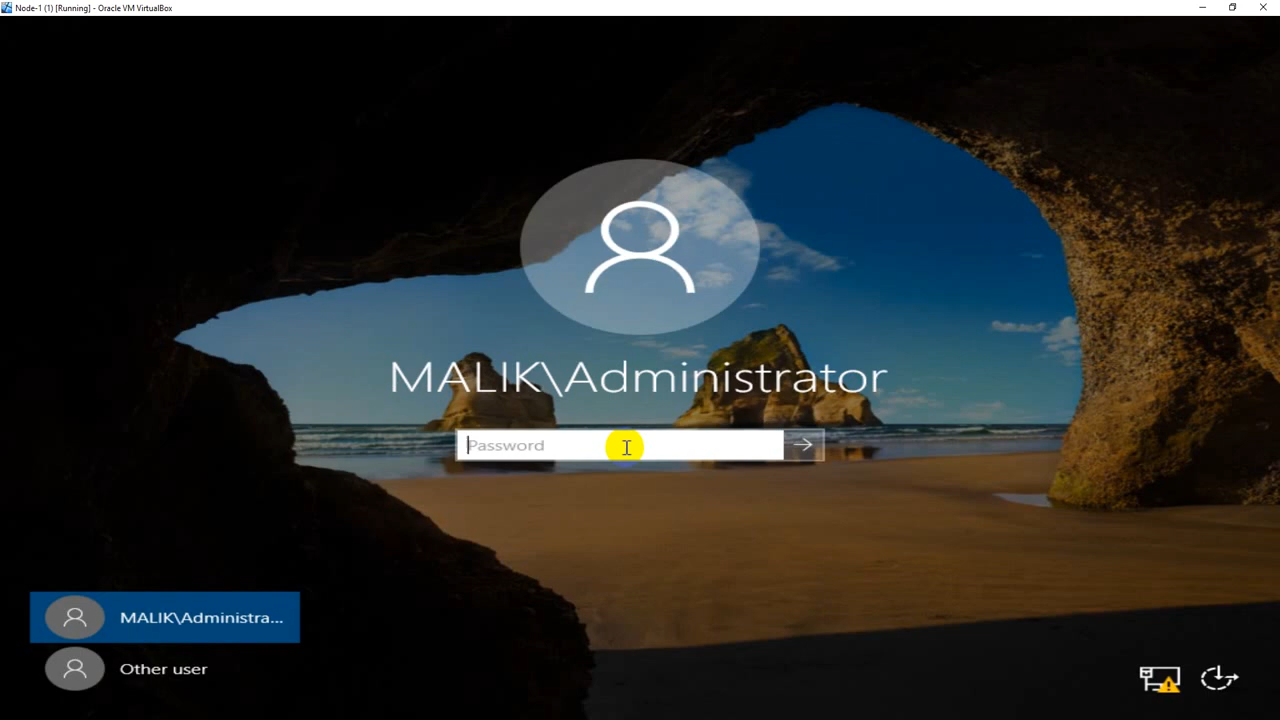 Node-1 (1) [Running] - Oracle VM VirtualBox
MALIK\Administrator
Password
MALIK\Administra...
Other user